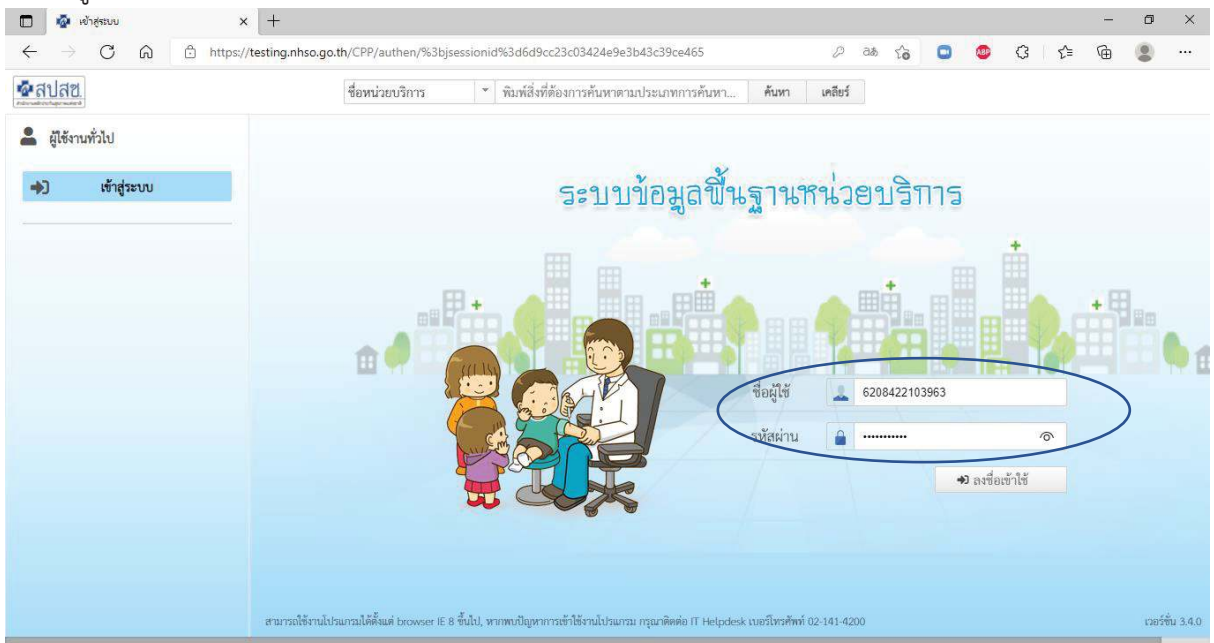 เข้าสู่ระบบ
https://testing.nhso.go.th/CPP/authen/%3bjsessionid%3d6d9cc23c03424e9e3b43c39ce465
สปสช.
ชื่อหน่วยบริการ พิมพ์สิ่งที่ต้องการค้นหาตามประเภทการค้นหา... ค้นหา เคลียร์
ผู้ใช้งานทั่วไป
เข้าสู่ระบบ
ระบบข้อมูลพื้นฐานหน่วยบริการ
ชื่อผู้ใช้ 6208422103963
รหัสผ่าน •••••••••••
ลงชื่อเข้าใช้
สามารถใช้งานโปรแกรมได้ตั้งแต่ browser IE 8 ขึ้นไป, หากพบปัญหาการเข้าใช้งานโปรแกรม กรุณาติดต่อ IT Helpdesk เบอร์โทรศัพท์ 02-141-4200 เวอร์ชั่น 3.4.0